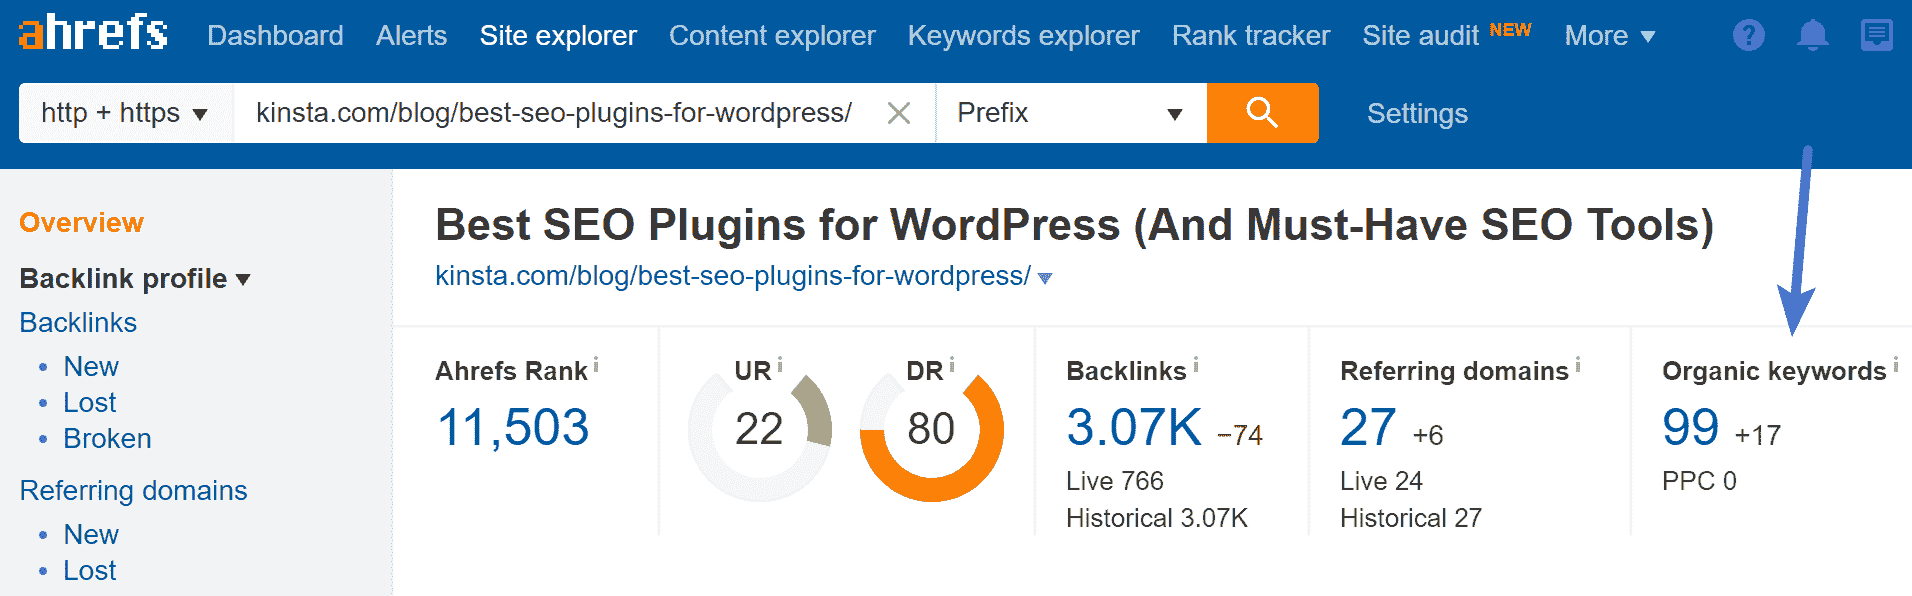 ahrefs Dashboard Alerts Site explorer Content explorer Keywords explorer Rank tracker Site audit NEW More
http + https kinsta.com/blog/best-seo-plugins-for-wordpress/ Prefix Settings
Overview
Backlink profile
Backlinks
New
Lost
Broken
Referring domains
New
Lost
Best SEO Plugins for WordPress (And Must-Have SEO Tools)
kinsta.com/blog/best-seo-plugins-for-wordpress/
Ahrefs Rank i
11,503
UR i
22
DR i
80
Backlinks i
3.07K −74
Live 766
Historical 3.07K
Referring domains i
27 +6
Live 24
Historical 27
Organic keywords i
99 +17
PPC 0